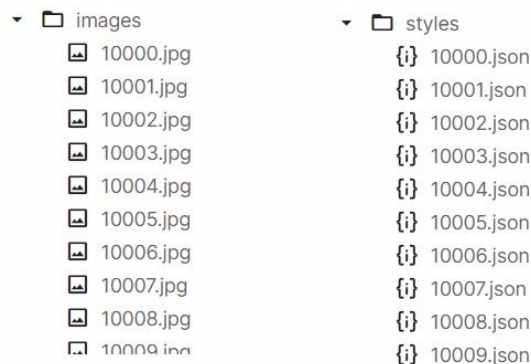 images
10000.jpg
10001.jpg
10002.jpg
10003.jpg
10004.jpg
10005.jpg
10006.jpg
10007.jpg
10008.jpg
10009.jpg
styles
{i} 10000.json
{i} 10001.json
{i} 10002.json
{i} 10003.json
{i} 10004.json
{i} 10005.json
{i} 10006.json
{i} 10007.json
{i} 10008.json
{i} 10009.json